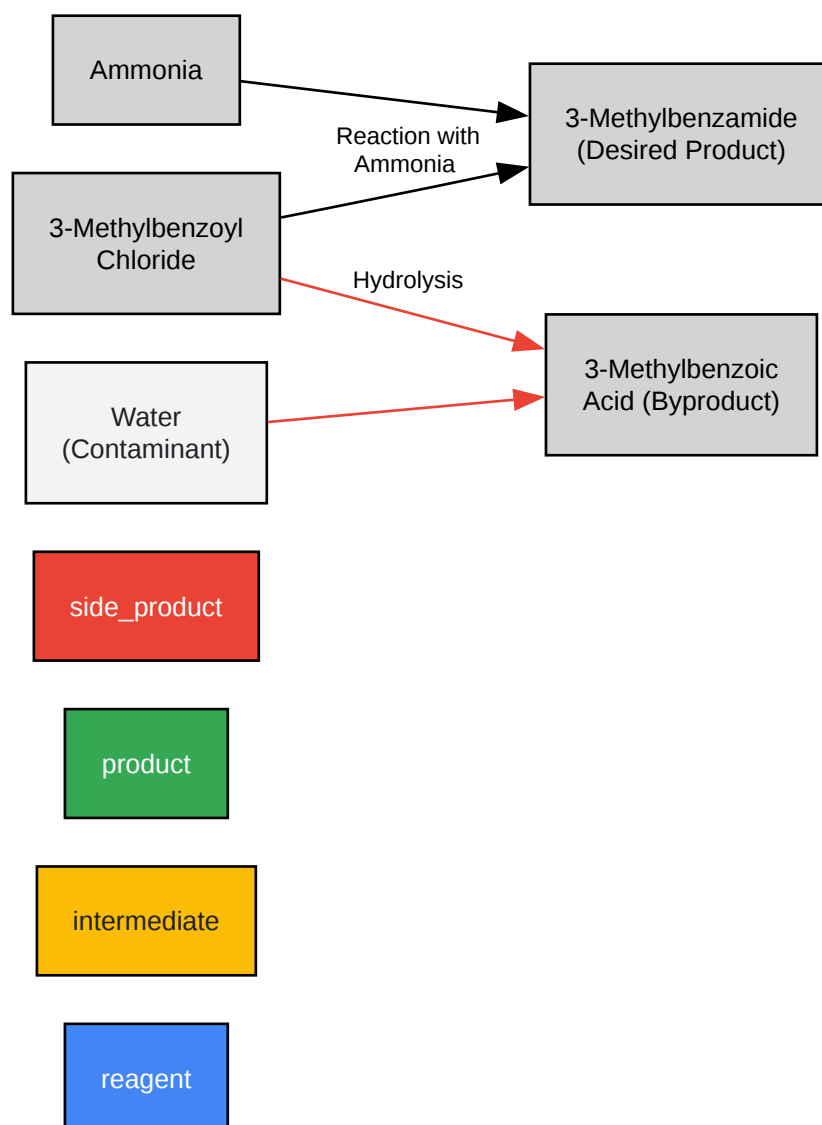 Ammonia
3-Methylbenzamide
(Desired Product)
Reaction with
Ammonia
3-Methylbenzoyl
Chloride
Hydrolysis
3-Methylbenzoic
Acid (Byproduct)
Water
(Contaminant)
side_product
product
intermediate
reagent